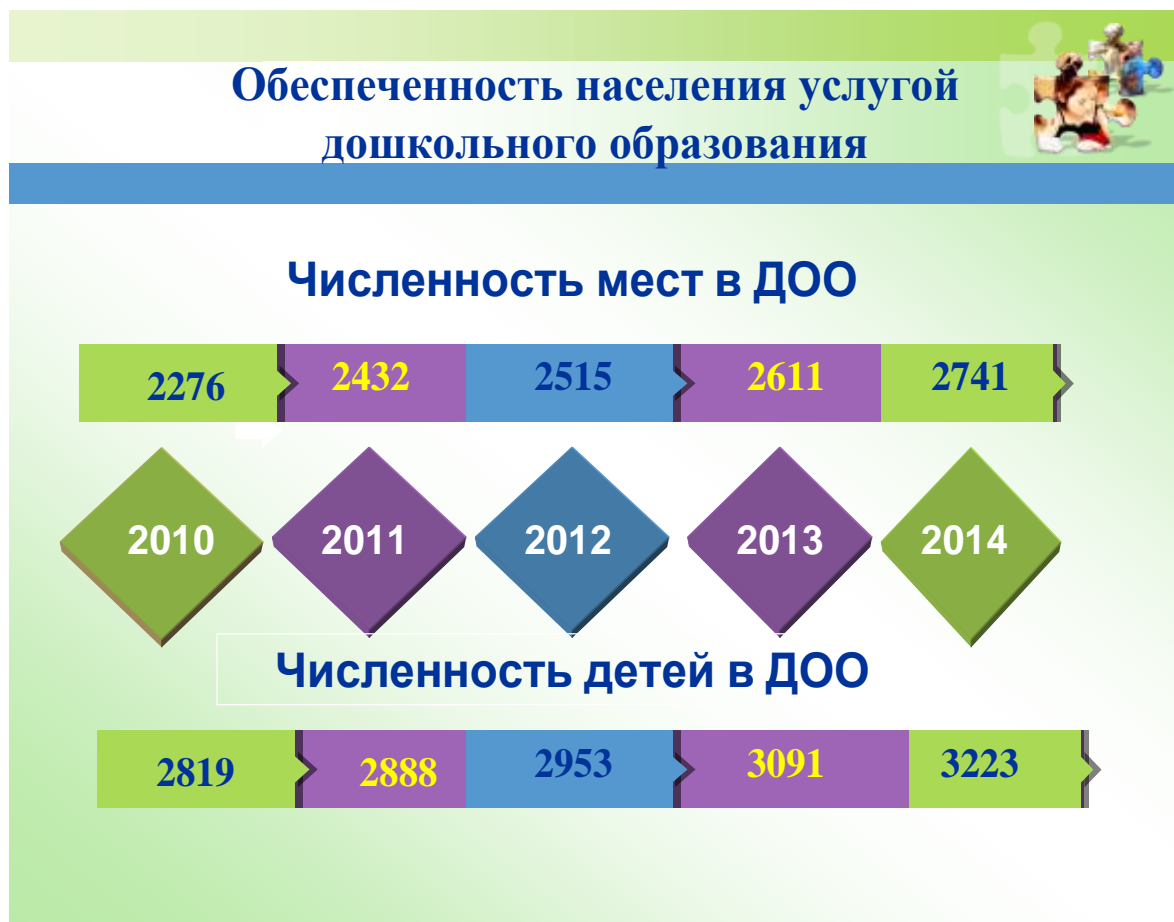 Обеспеченность населения услугой
дошкольного образования
Численность мест в ДОО
2276 2432 2515 2611 2741
2010 2011 2012 2013 2014
Численность детей в ДОО
2819 2888 2953 3091 3223